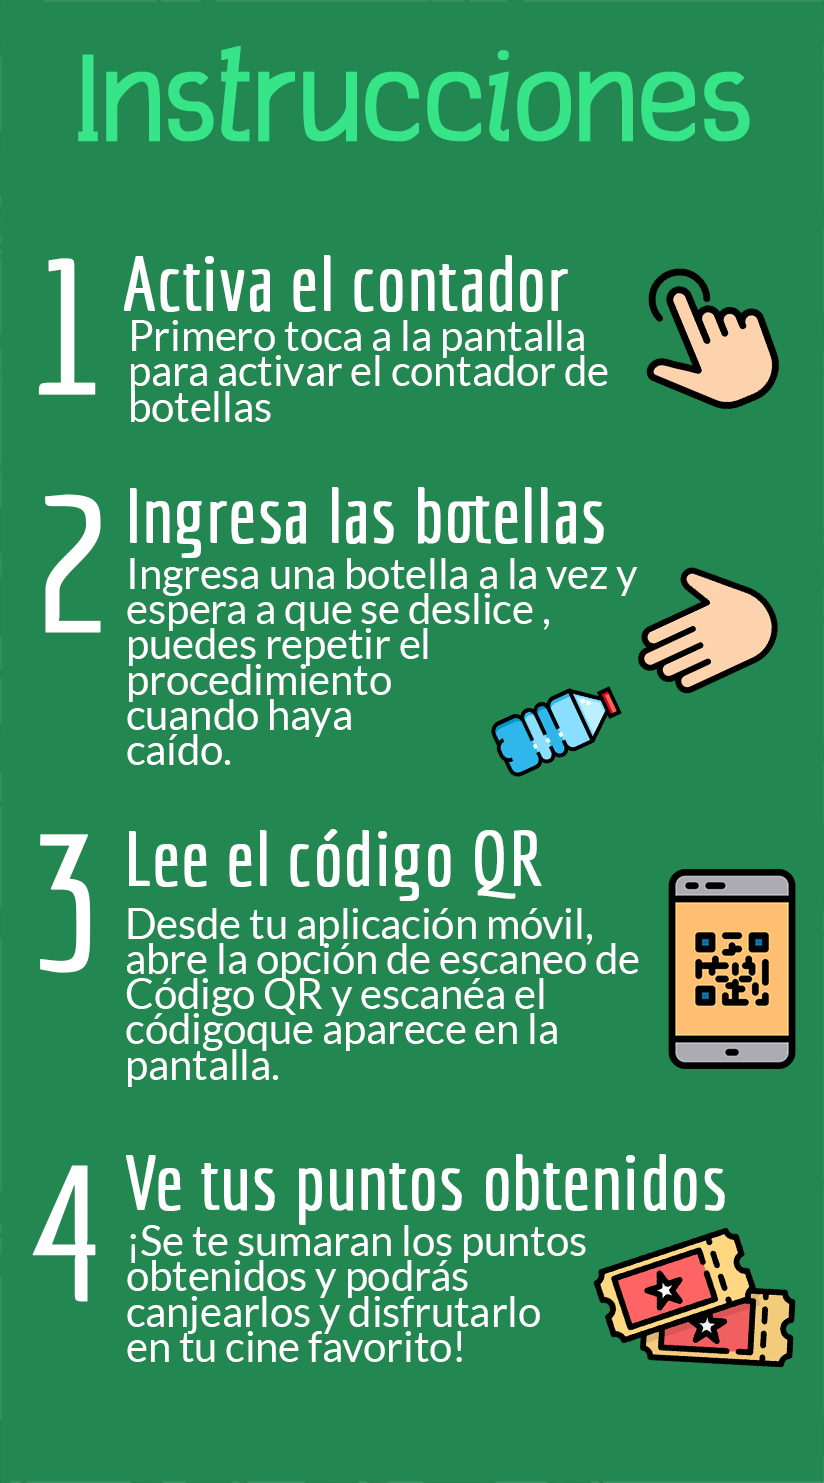 Instrucciones
1
Activa el contador
Primero toca a la pantalla
para activar el contador de
botellas
2
Ingresa las botellas
Ingresa una botella a la vez y
espera a que se deslice ,
puedes repetir el
procedimiento
cuando haya
caído.
3
Lee el código QR
Desde tu aplicación móvil,
abre la opción de escaneo de
Código QR y escanéa el
códigoque aparece en la
pantalla.
4
Ve tus puntos obtenidos
¡Se te sumaran los puntos
obtenidos y podrás
canjearlos y disfrutarlo
en tu cine favorito!